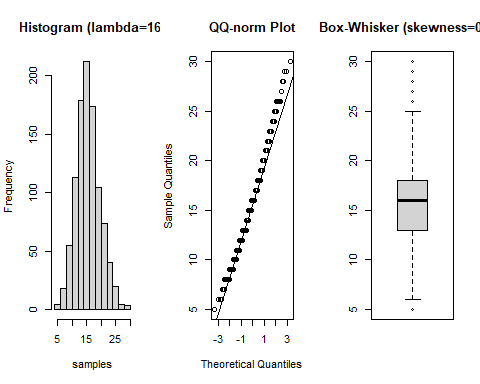 Histogram (lambda=16
Frequency
200
150
100
50
0
5 15 25
samples
QQ-norm Plot
Sample Quantiles
30
25
20
15
10
5
-3 -1 1 3
Theoretical Quantiles
Box-Whisker (skewness=0
30
25
20
15
10
5